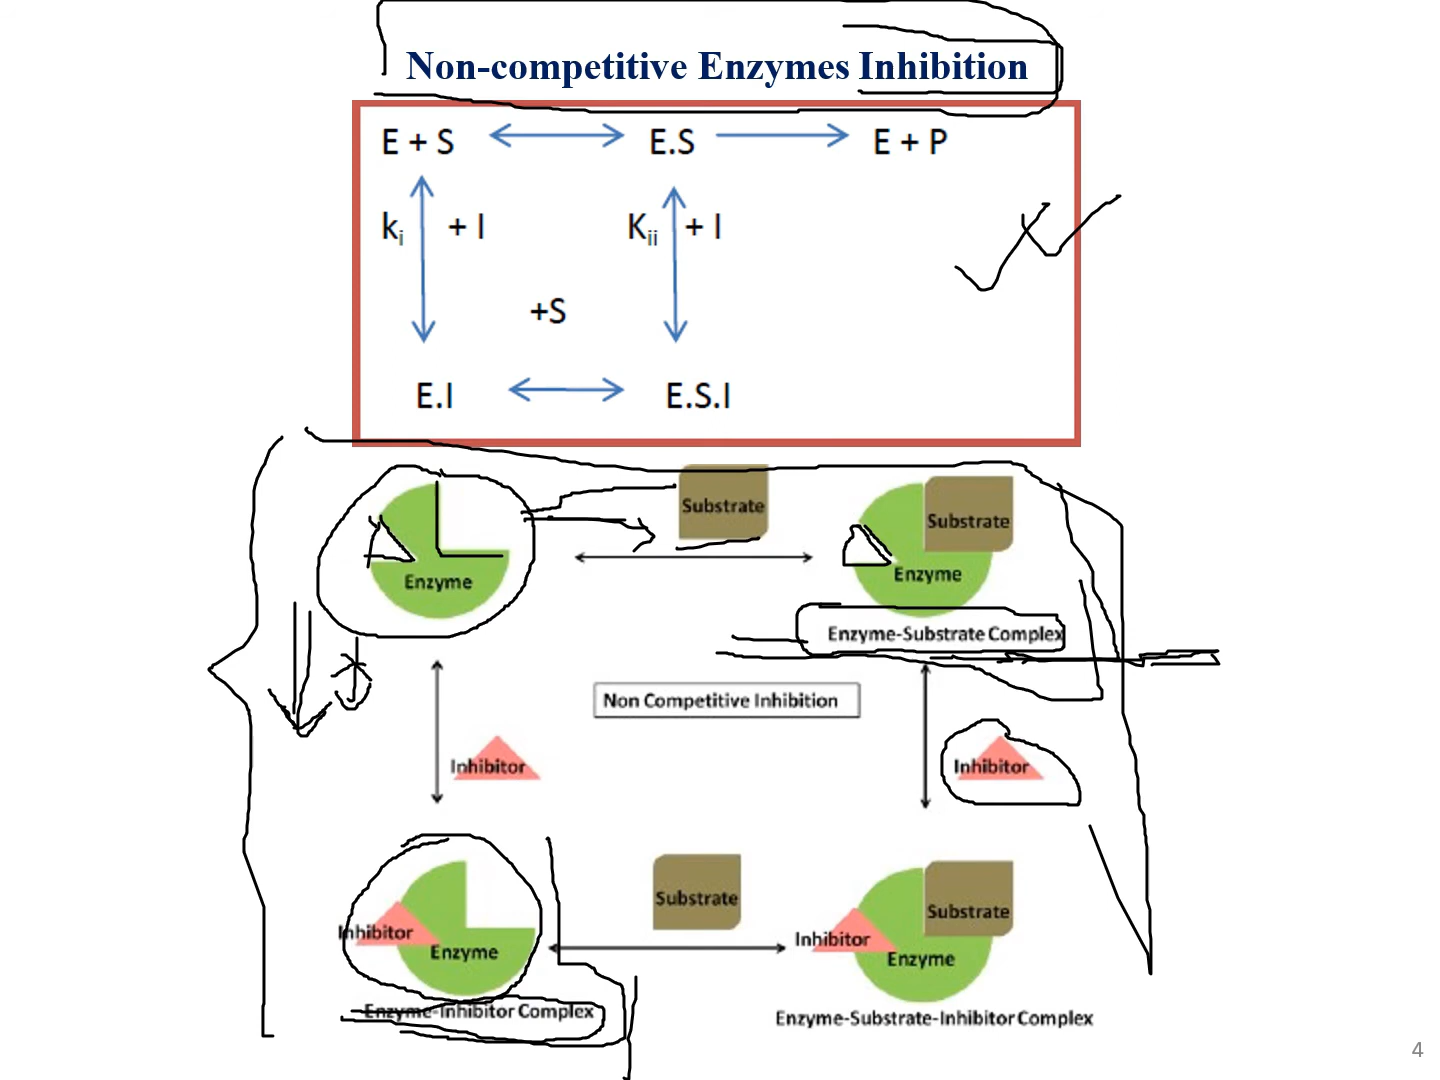 Non-competitive Enzymes Inhibition
E + S E.S E + P
ki + I Kii + I
+S
E.I E.S.I
Substrate Substrate
Enzyme Enzyme
Enzyme-Substrate Complex
Non Competitive Inhibition
Inhibitor Inhibitor
Substrate Substrate
Inhibitor Inhibitor
Enzyme Enzyme
Enzyme-Inhibitor Complex Enzyme-Substrate-Inhibitor Complex
4